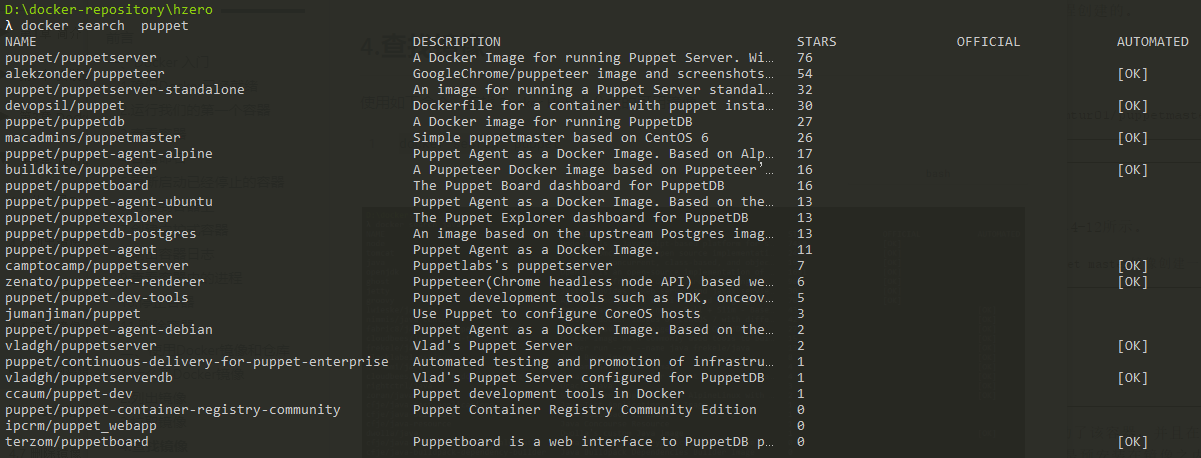 D:\docker-repository\hzero
λ docker search  puppet
NAME DESCRIPTION STARS OFFICIAL AUTOMATED
puppet/puppetserver A Docker Image for running Puppet Server. Wi… 76
alekzonder/puppeteer GoogleChrome/puppeteer image and screenshots… 54 [OK]
puppet/puppetserver-standalone An image for running a Puppet Server standal… 32
devopsil/puppet Dockerfile for a container with puppet insta… 30 [OK]
puppet/puppetdb A Docker image for running PuppetDB 27
macadmins/puppetmaster Simple puppetmaster based on CentOS 6 26 [OK]
puppet/puppet-agent-alpine Puppet Agent as a Docker Image. Based on Alp… 17
buildkite/puppeteer A Puppeteer Docker image based on Puppeteer’… 16 [OK]
puppet/puppetboard The Puppet Board dashboard for PuppetDB 16
puppet/puppet-agent-ubuntu Puppet Agent as a Docker Image. Based on the… 13
puppet/puppetexplorer The Puppet Explorer dashboard for PuppetDB 13
puppet/puppetdb-postgres An image based on the upstream Postgres imag… 13
puppet/puppet-agent Puppet Agent as a Docker Image. 11
camptocamp/puppetserver Puppetlabs's puppetserver 7 [OK]
zenato/puppeteer-renderer Puppeteer(Chrome headless node API) based we… 6 [OK]
puppet/puppet-dev-tools Puppet development tools such as PDK, onceov… 5
jumanjiman/puppet Use Puppet to configure CoreOS hosts 3
puppet/puppet-agent-debian Puppet Agent as a Docker Image. Based on the… 2
vladgh/puppetserver Vlad's Puppet Server 2 [OK]
puppet/continuous-delivery-for-puppet-enterprise Automated testing and promotion of infrastru… 1
vladgh/puppetserverdb Vlad's Puppet Server configured for PuppetDB 1 [OK]
ccaum/puppet-dev Puppet development tools in Docker 1
puppet/puppet-container-registry-community Puppet Container Registry Community Edition 0
ipcrm/puppet_webapp 0
terzom/puppetboard Puppetboard is a web interface to PuppetDB p… 0 [OK]